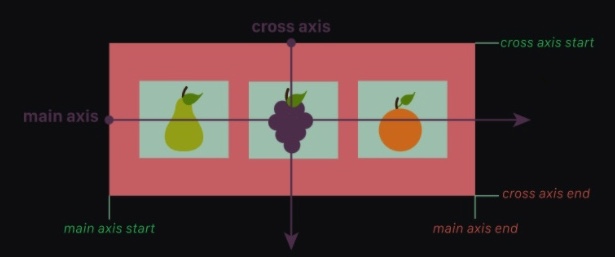 cross axis
cross axis start
main axis
cross axis end
main axis start
main axis end